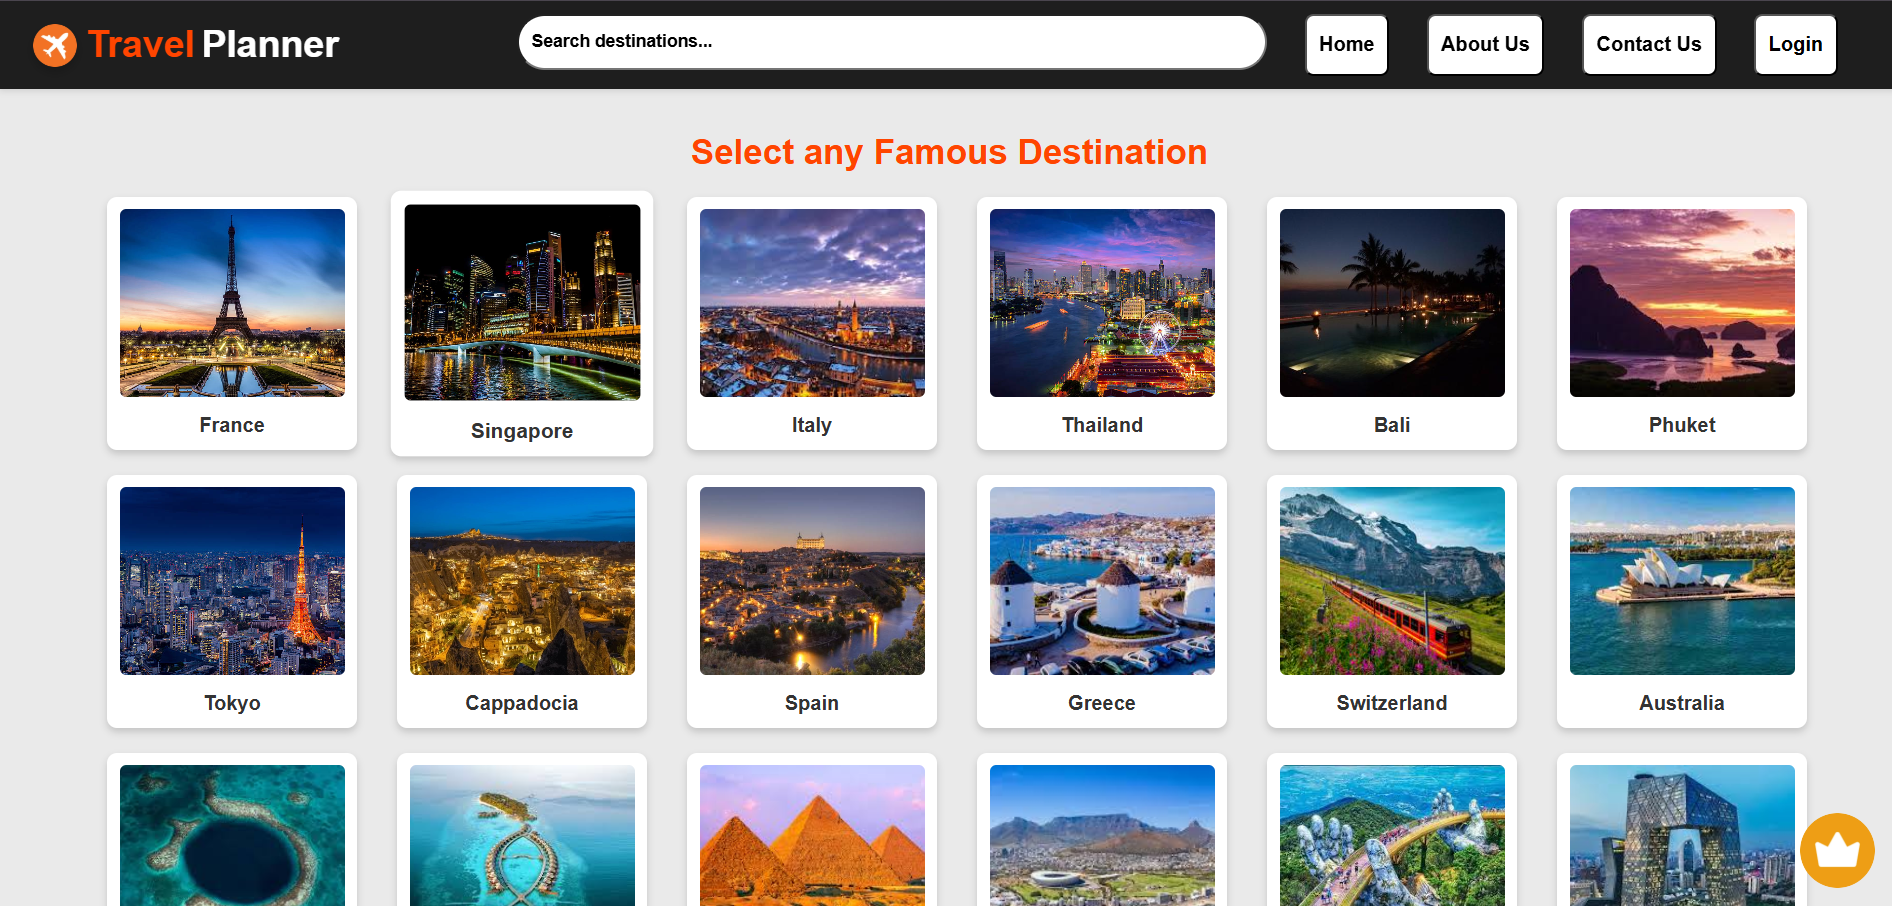 Travel Planner
Search destinations...
Home
About Us
Contact Us
Login
Select any Famous Destination
France
Singapore
Italy
Thailand
Bali
Phuket
Tokyo
Cappadocia
Spain
Greece
Switzerland
Australia